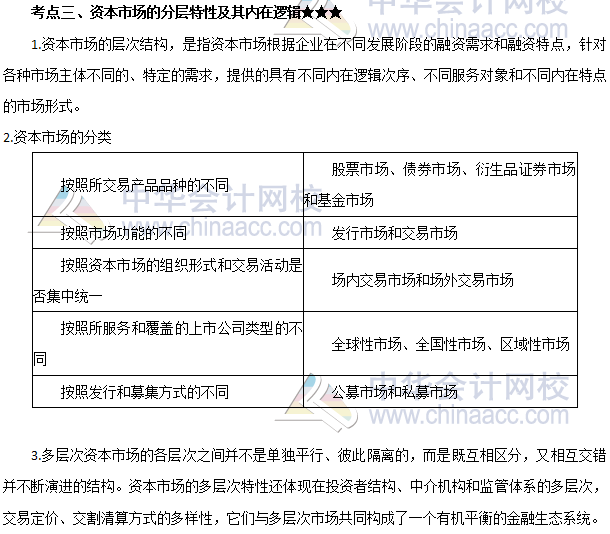 考点三、资本市场的分层特性及其内在逻辑★★★
1.资本市场的层次结构，是指资本市场根据企业在不同发展阶段的融资需求和融资特点，针对
各种市场主体不同的、特定的需求，提供的具有不同内在逻辑次序、不同服务对象和不同内在特点
的市场形式。
2.资本市场的分类
按照所交易产品品种的不同
股票市场、债券市场、衍生品证券市场
和基金市场
按照市场功能的不同
发行市场和交易市场
按照资本市场的组织形式和交易活动是
否集中统一
场内交易市场和场外交易市场
按照所服务和覆盖的上市公司类型的不
同
全球性市场、全国性市场、区域性市场
按照发行和募集方式的不同
公募市场和私募市场
3.多层次资本市场的各层次之间并不是单独平行、彼此隔离的，而是既互相区分，又相互交错
并不断演进的结构。资本市场的多层次特性还体现在投资者结构、中介机构和监管体系的多层次，
交易定价、交割清算方式的多样性，它们与多层次市场共同构成了一个有机平衡的金融生态系统。
中华会计网校
www.chinaacc.com
中华会计网校
www.chinaacc.com
中华会计网校
www.chinaacc.com
中华会计网校
www.chinaacc.com